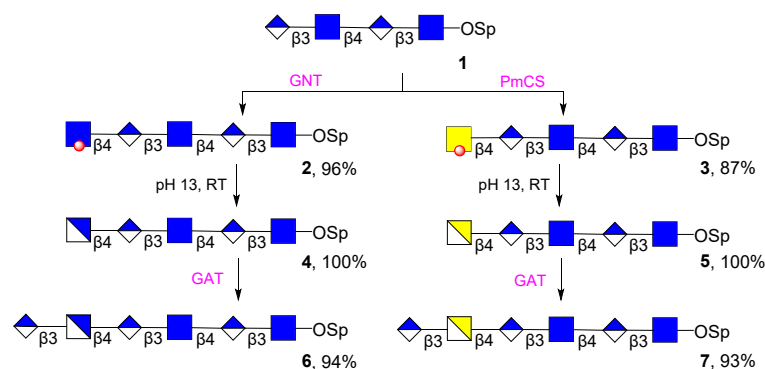 β3 β4 β3 OSp
1
GNT PmCS
β4 β3 β4 β3 OSp β4 β3 β4 β3 OSp
2, 96% 3, 87%
pH 13, RT pH 13, RT
β4 β3 β4 β3 OSp β4 β3 β4 β3 OSp
4, 100% 5, 100%
GAT GAT
β3 β4 β3 β4 β3 OSp β3 β4 β3 β4 β3 OSp
6, 94% 7, 93%